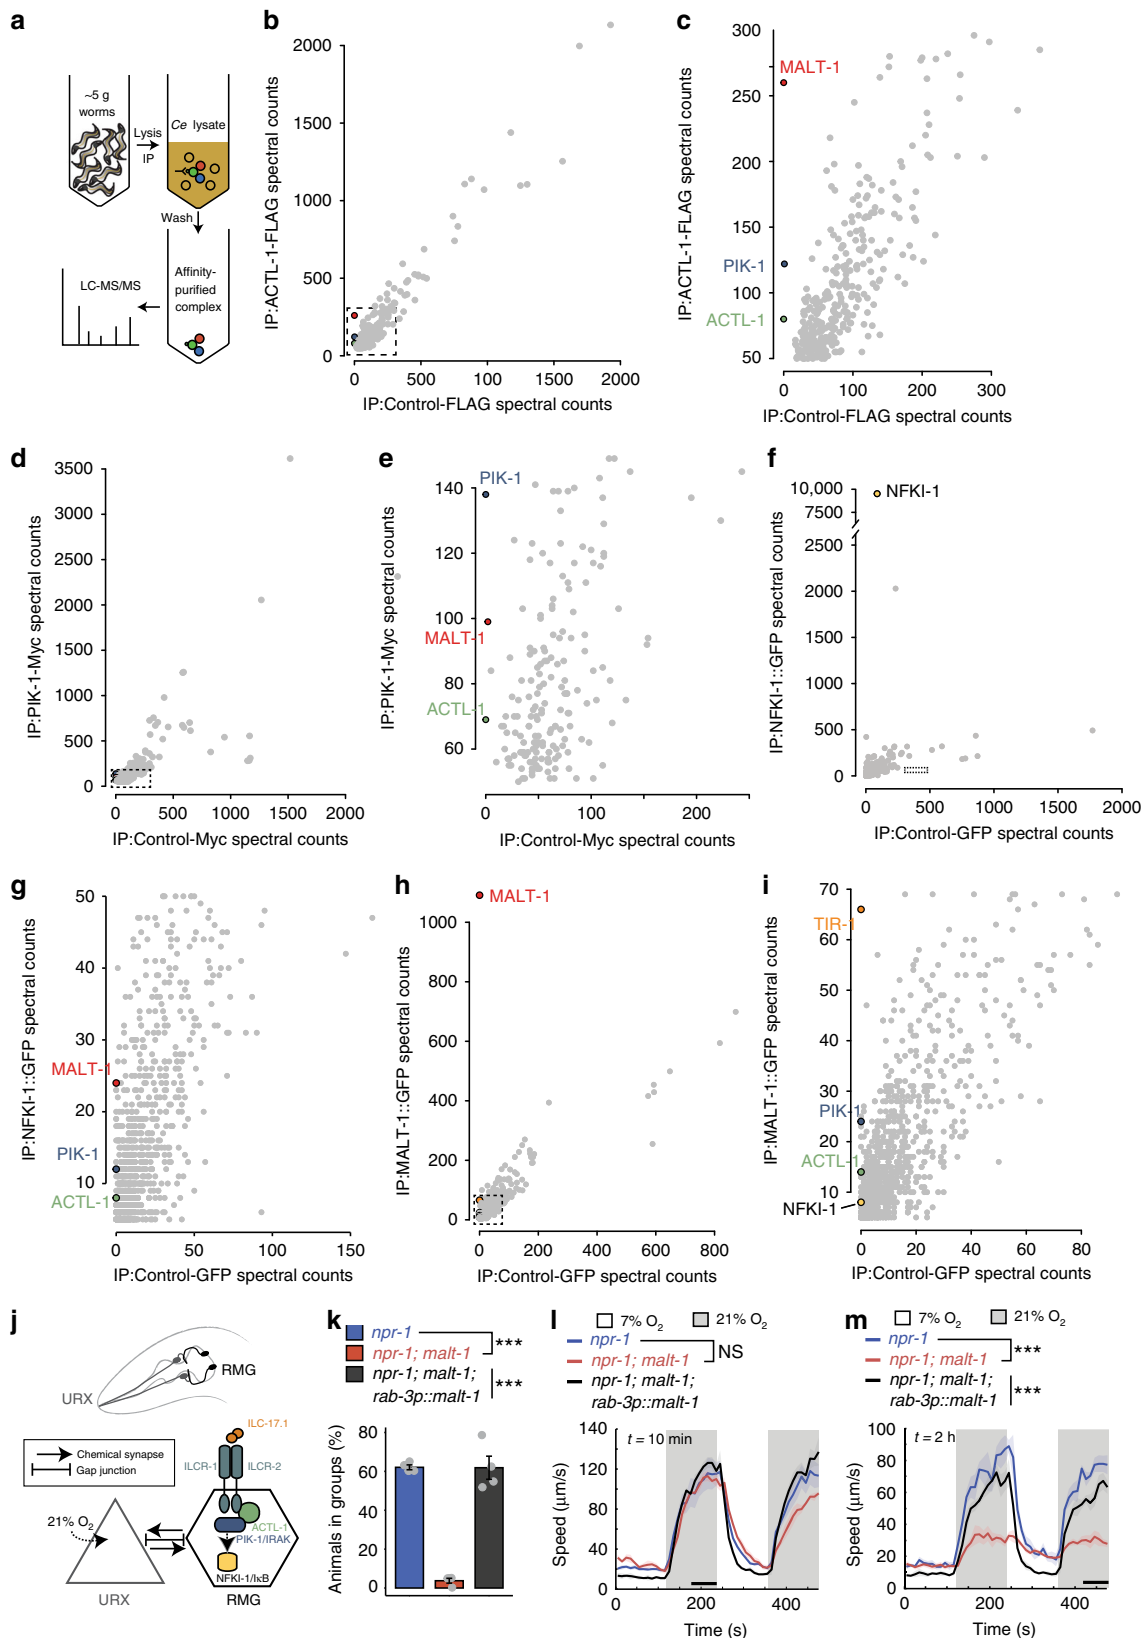 a
~5 g
worms
Lysis
IP
Ce lysate
Wash
LC-MS/MS
Affinity-
purified
complex
b
IP:ACTL-1-FLAG spectral counts
2000
1500
1000
500
0
0
500
100
1500
2000
IP:Control-FLAG spectral counts
c
IP:ACTL-1-FLAG spectral counts
300
250
200
150
100
50
MALT-1
PIK-1
ACTL-1
0
100
200
300
IP:Control-FLAG spectral counts
d
IP:PIK-1-Myc spectral counts
3500
3000
2500
2000
1500
1000
500
0
0
500
1000
1500
2000
IP:Control-Myc spectral counts
e
IP:PIK-1-Myc spectral counts
PIK-1
140
120
100
MALT-1
80
ACTL-1
60
0
100
200
IP:Control-Myc spectral counts
f
IP:NFKI-1::GFP spectral counts
10,000
7500
2500
2000
1500
1000
500
0
NFKI-1
0
500
1000
1500
2000
IP:Control-GFP spectral counts
g
IP:NFKI-1::GFP spectral counts
50
40
30
MALT-1
20
PIK-1
10
ACTL-1
0
50
100
150
IP:Control-GFP spectral counts
h
IP:MALT-1::GFP spectral counts
MALT-1
1000
800
600
400
200
0
0
200
400
600
800
IP:Control-GFP spectral counts
i
IP:MALT-1::GFP spectral counts
70
TIR-1
60
50
40
30
PIK-1
20
ACTL-1
10
NFKI-1
0
20
40
60
80
IP:Control-GFP spectral counts
j
RMG
URX
Chemical synapse
Gap junction
ILC-17.1
ILCR-1
ILCR-2
ACTL-1
PIK-1/IRAK
NFKI-1/IκB
21% O2
URX
RMG
k
npr-1
npr-1; malt-1
npr-1; malt-1;
rab-3p::malt-1
***
***
Animals in groups (%)
80
60
40
20
0
l
7% O2
21% O2
npr-1
npr-1; malt-1
npr-1; malt-1;
rab-3p::malt-1
NS
t = 10 min
Speed (µm/s)
140
120
80
40
0
0
200
400
Time (s)
m
7% O2
21% O2
npr-1
npr-1; malt-1
npr-1; malt-1;
rab-3p::malt-1
***
***
t = 2 h
Speed (µm/s)
100
80
60
40
20
0
0
200
400
Time (s)